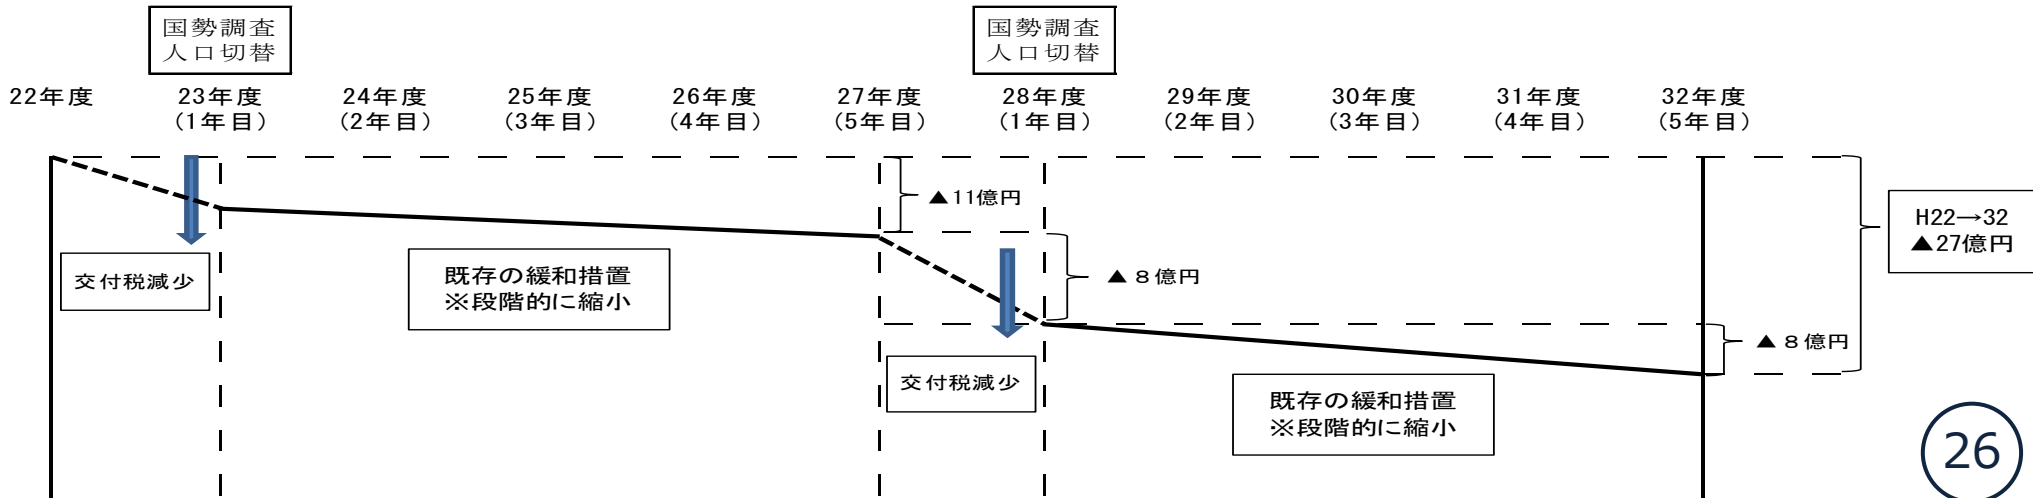 国勢調査
人口切替
国勢調査
人口切替
22年度
23年度
(1年目)
24年度
(2年目)
25年度
(3年目)
26年度
(4年目)
27年度
(5年目)
28年度
(1年目)
29年度
(2年目)
30年度
(3年目)
31年度
(4年目)
32年度
(5年目)
▲11億円
H22→32
▲27億円
交付税減少
既存の緩和措置
※段階的に縮小
▲８億円
▲８億円
交付税減少
既存の緩和措置
※段階的に縮小
26